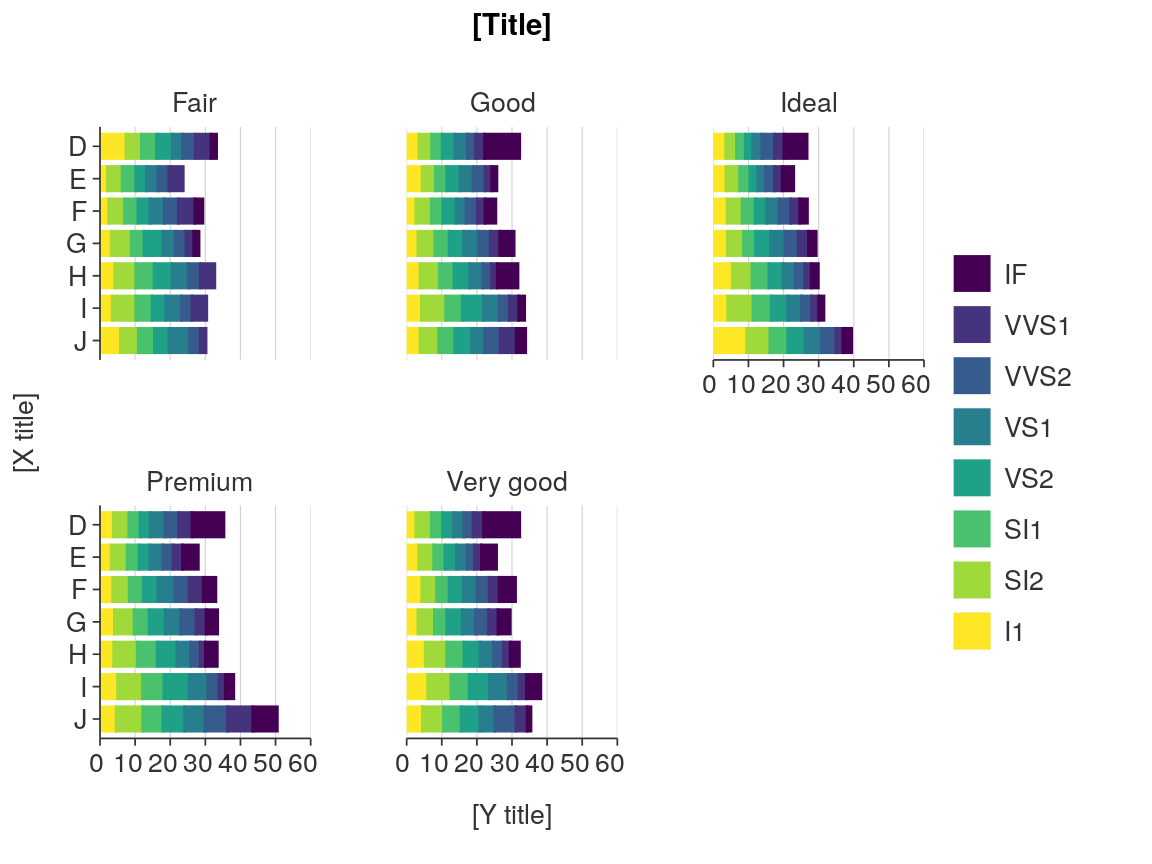 [Title]
Fair
Good
Ideal
D
E
F
G
H
I
J
0 10 20 30 40 50 60
IF
VVS1
VVS2
VS1
VS2
SI1
SI2
I1
[X title]
Premium
Very good
D
E
F
G
H
I
J
0 10 20 30 40 50 60
0 10 20 30 40 50 60
[Y title]